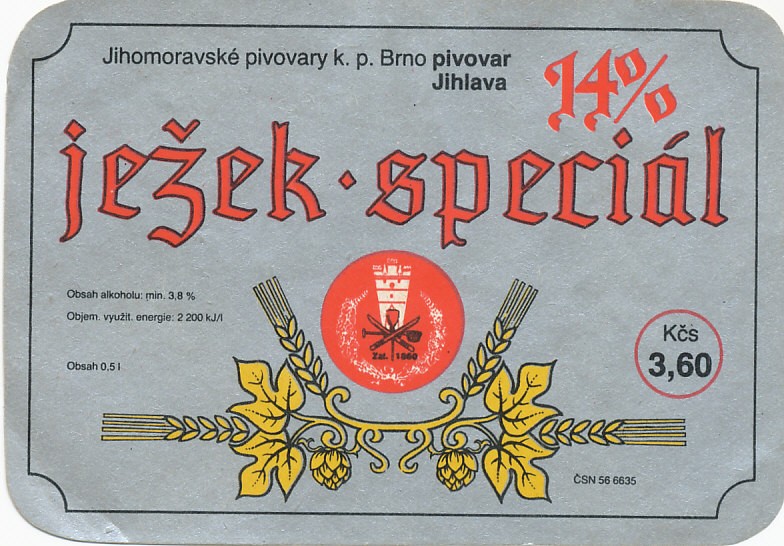 Jihomoravské pivovary k. p. Brno pivovar
Jihlava
14%
ježek · speciál
Obsah alkoholu: min. 3,8 %
Objem. využit. energie: 2 200 kJ/l
Obsah 0,5 l
Zal. 1860
Kčs
3,60
ČSN 56 6635